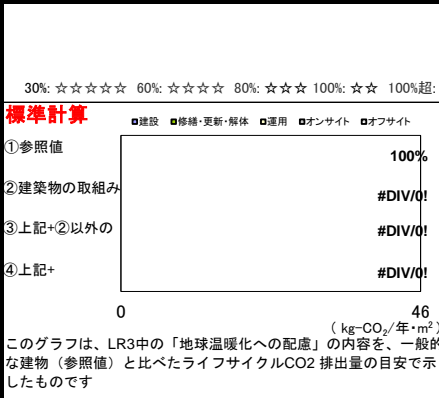 30%: ☆☆☆☆☆ 60%: ☆☆☆☆ 80%: ☆☆☆ 100%: ☆☆ 100%超:
標準計算
■建設 ■修繕・更新・解体 ■運用 ■オンサイト ■オフサイト
①参照値 100%
②建築物の取組み #DIV/0!
③上記+②以外の #DIV/0!
④上記+ #DIV/0!
0 46
( kg-CO₂/年・m²)
このグラフは、LR3中の「地球温暖化への配慮」の内容を、一般的
な建物（参照値）と比べたライフサイクルCO2 排出量の目安で示
したものです